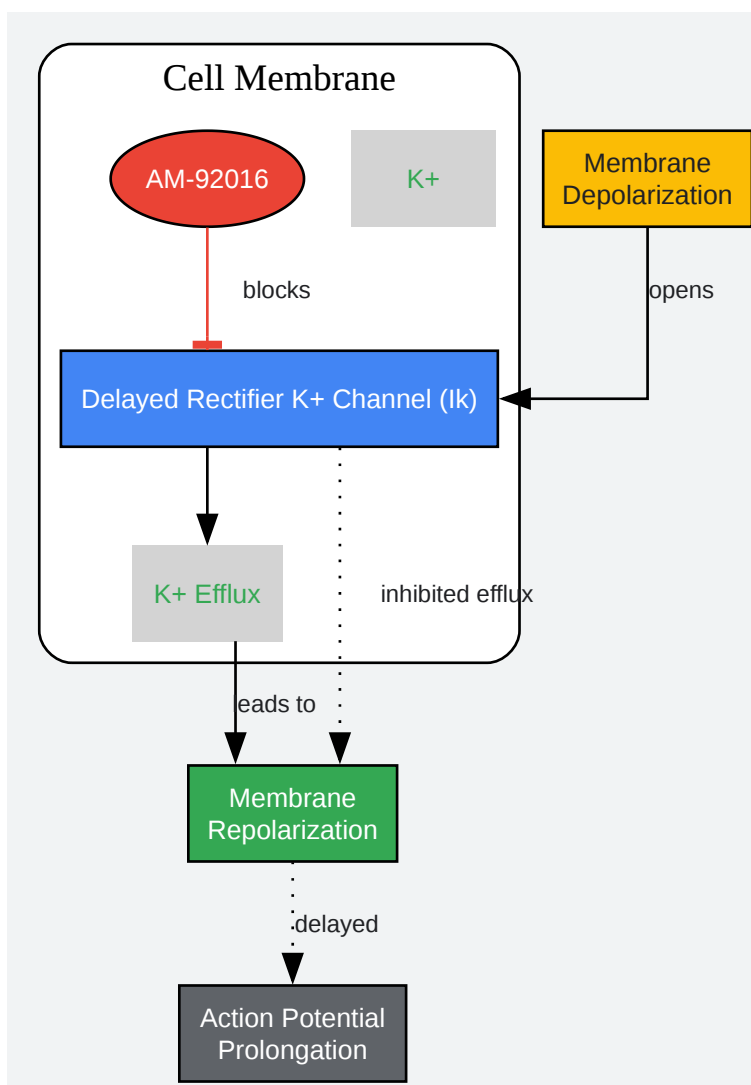 Cell Membrane
AM-92016
K+
Membrane
Depolarization
blocks
opens
Delayed Rectifier K+ Channel (Ik)
K+ Efflux
inhibited efflux
leads to
Membrane
Repolarization
delayed
Action Potential
Prolongation